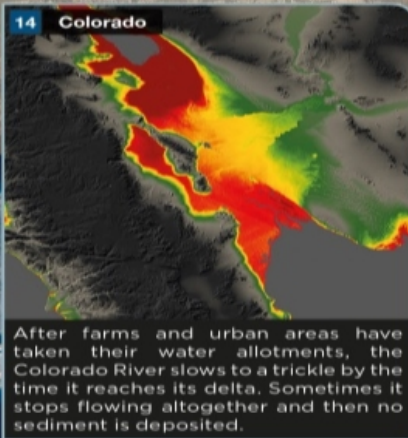 14 Colorado
After farms and urban areas have
taken their water allotments, the
Colorado River slows to a trickle by the
time it reaches its delta. Sometimes it
stops flowing altogether and then no
sediment is deposited.